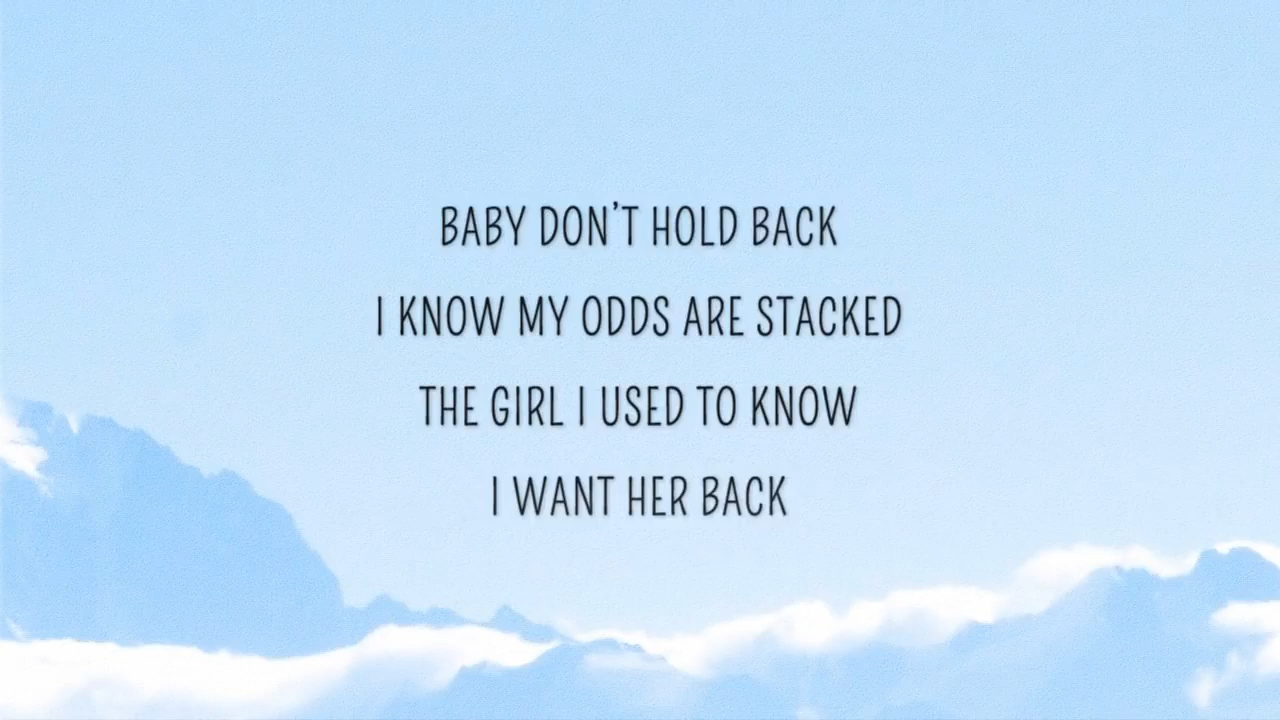 BABY DON'T HOLD BACK
I KNOW MY ODDS ARE STACKED
THE GIRL I USED TO KNOW
I WANT HER BACK